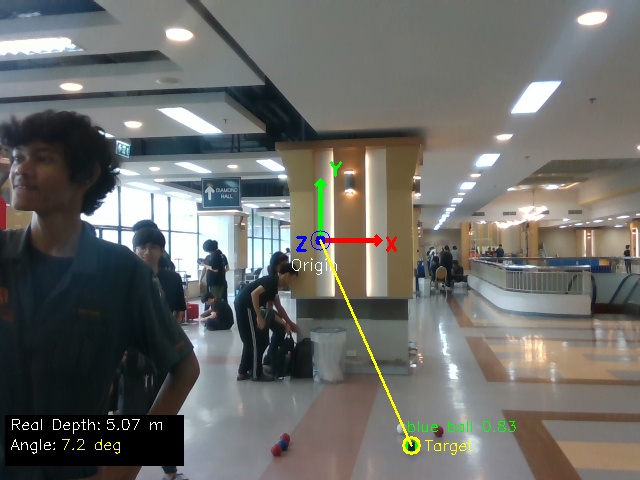 DIAMOND
HALL
Y
Z
X
Origin
blue ball 0.83
Target
Real Depth: 5.07 m
Angle: 7.2 deg